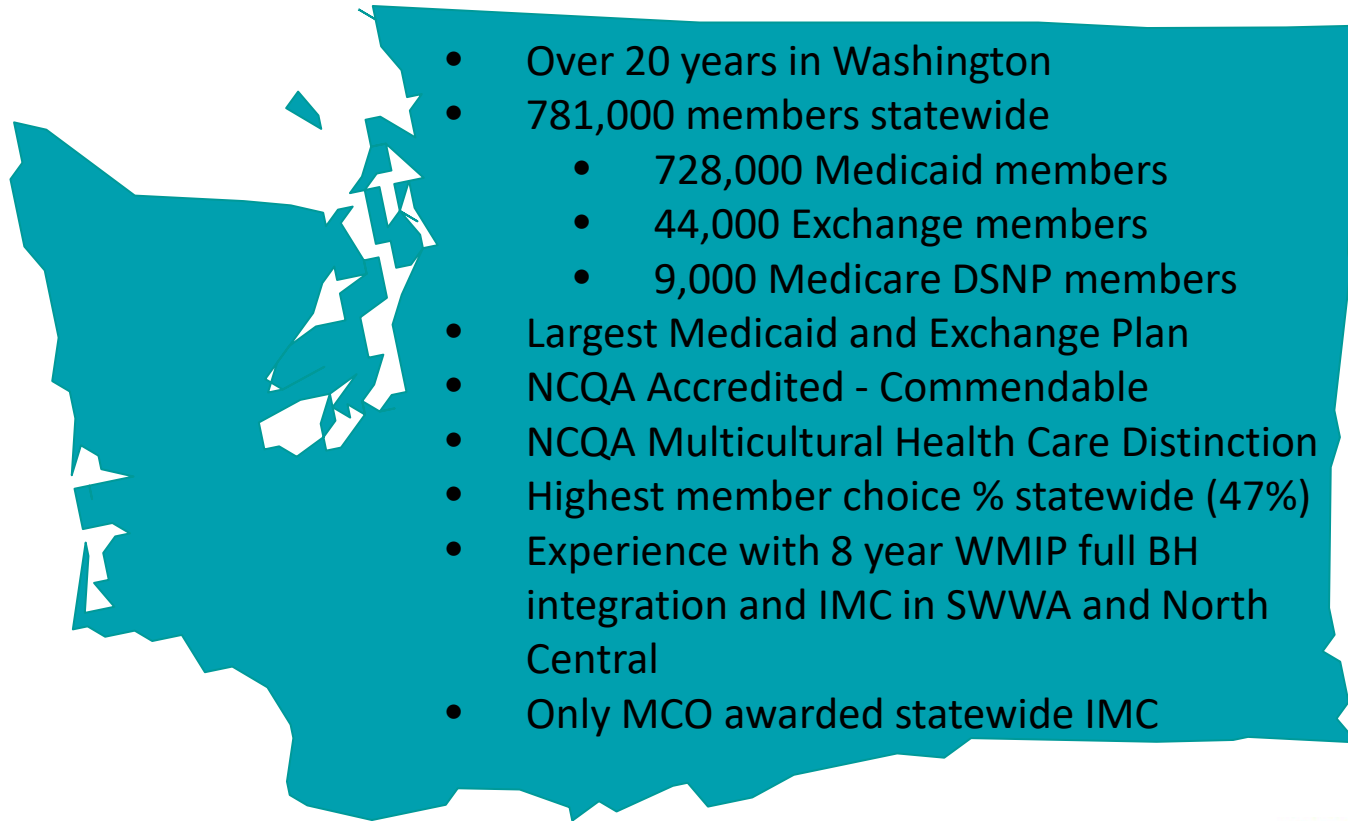 • Over 20 years in Washington
• 781,000 members statewide
• 728,000 Medicaid members
• 44,000 Exchange members
• 9,000 Medicare DSNP members
• Largest Medicaid and Exchange Plan
• NCQA Accredited - Commendable
• NCQA Multicultural Health Care Distinction
• Highest member choice % statewide (47%)
• Experience with 8 year WMIP full BH
integration and IMC in SWWA and North
Central
• Only MCO awarded statewide IMC